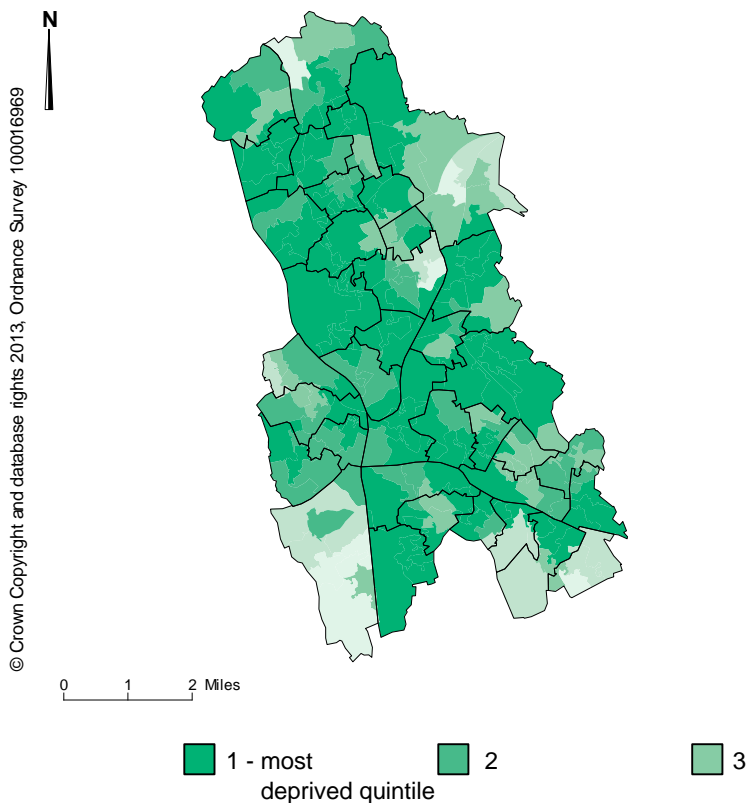 N
© Crown Copyright and database rights 2013, Ordnance Survey 100016969
0 1 2 Miles
1 - most
deprived quintile
2
3